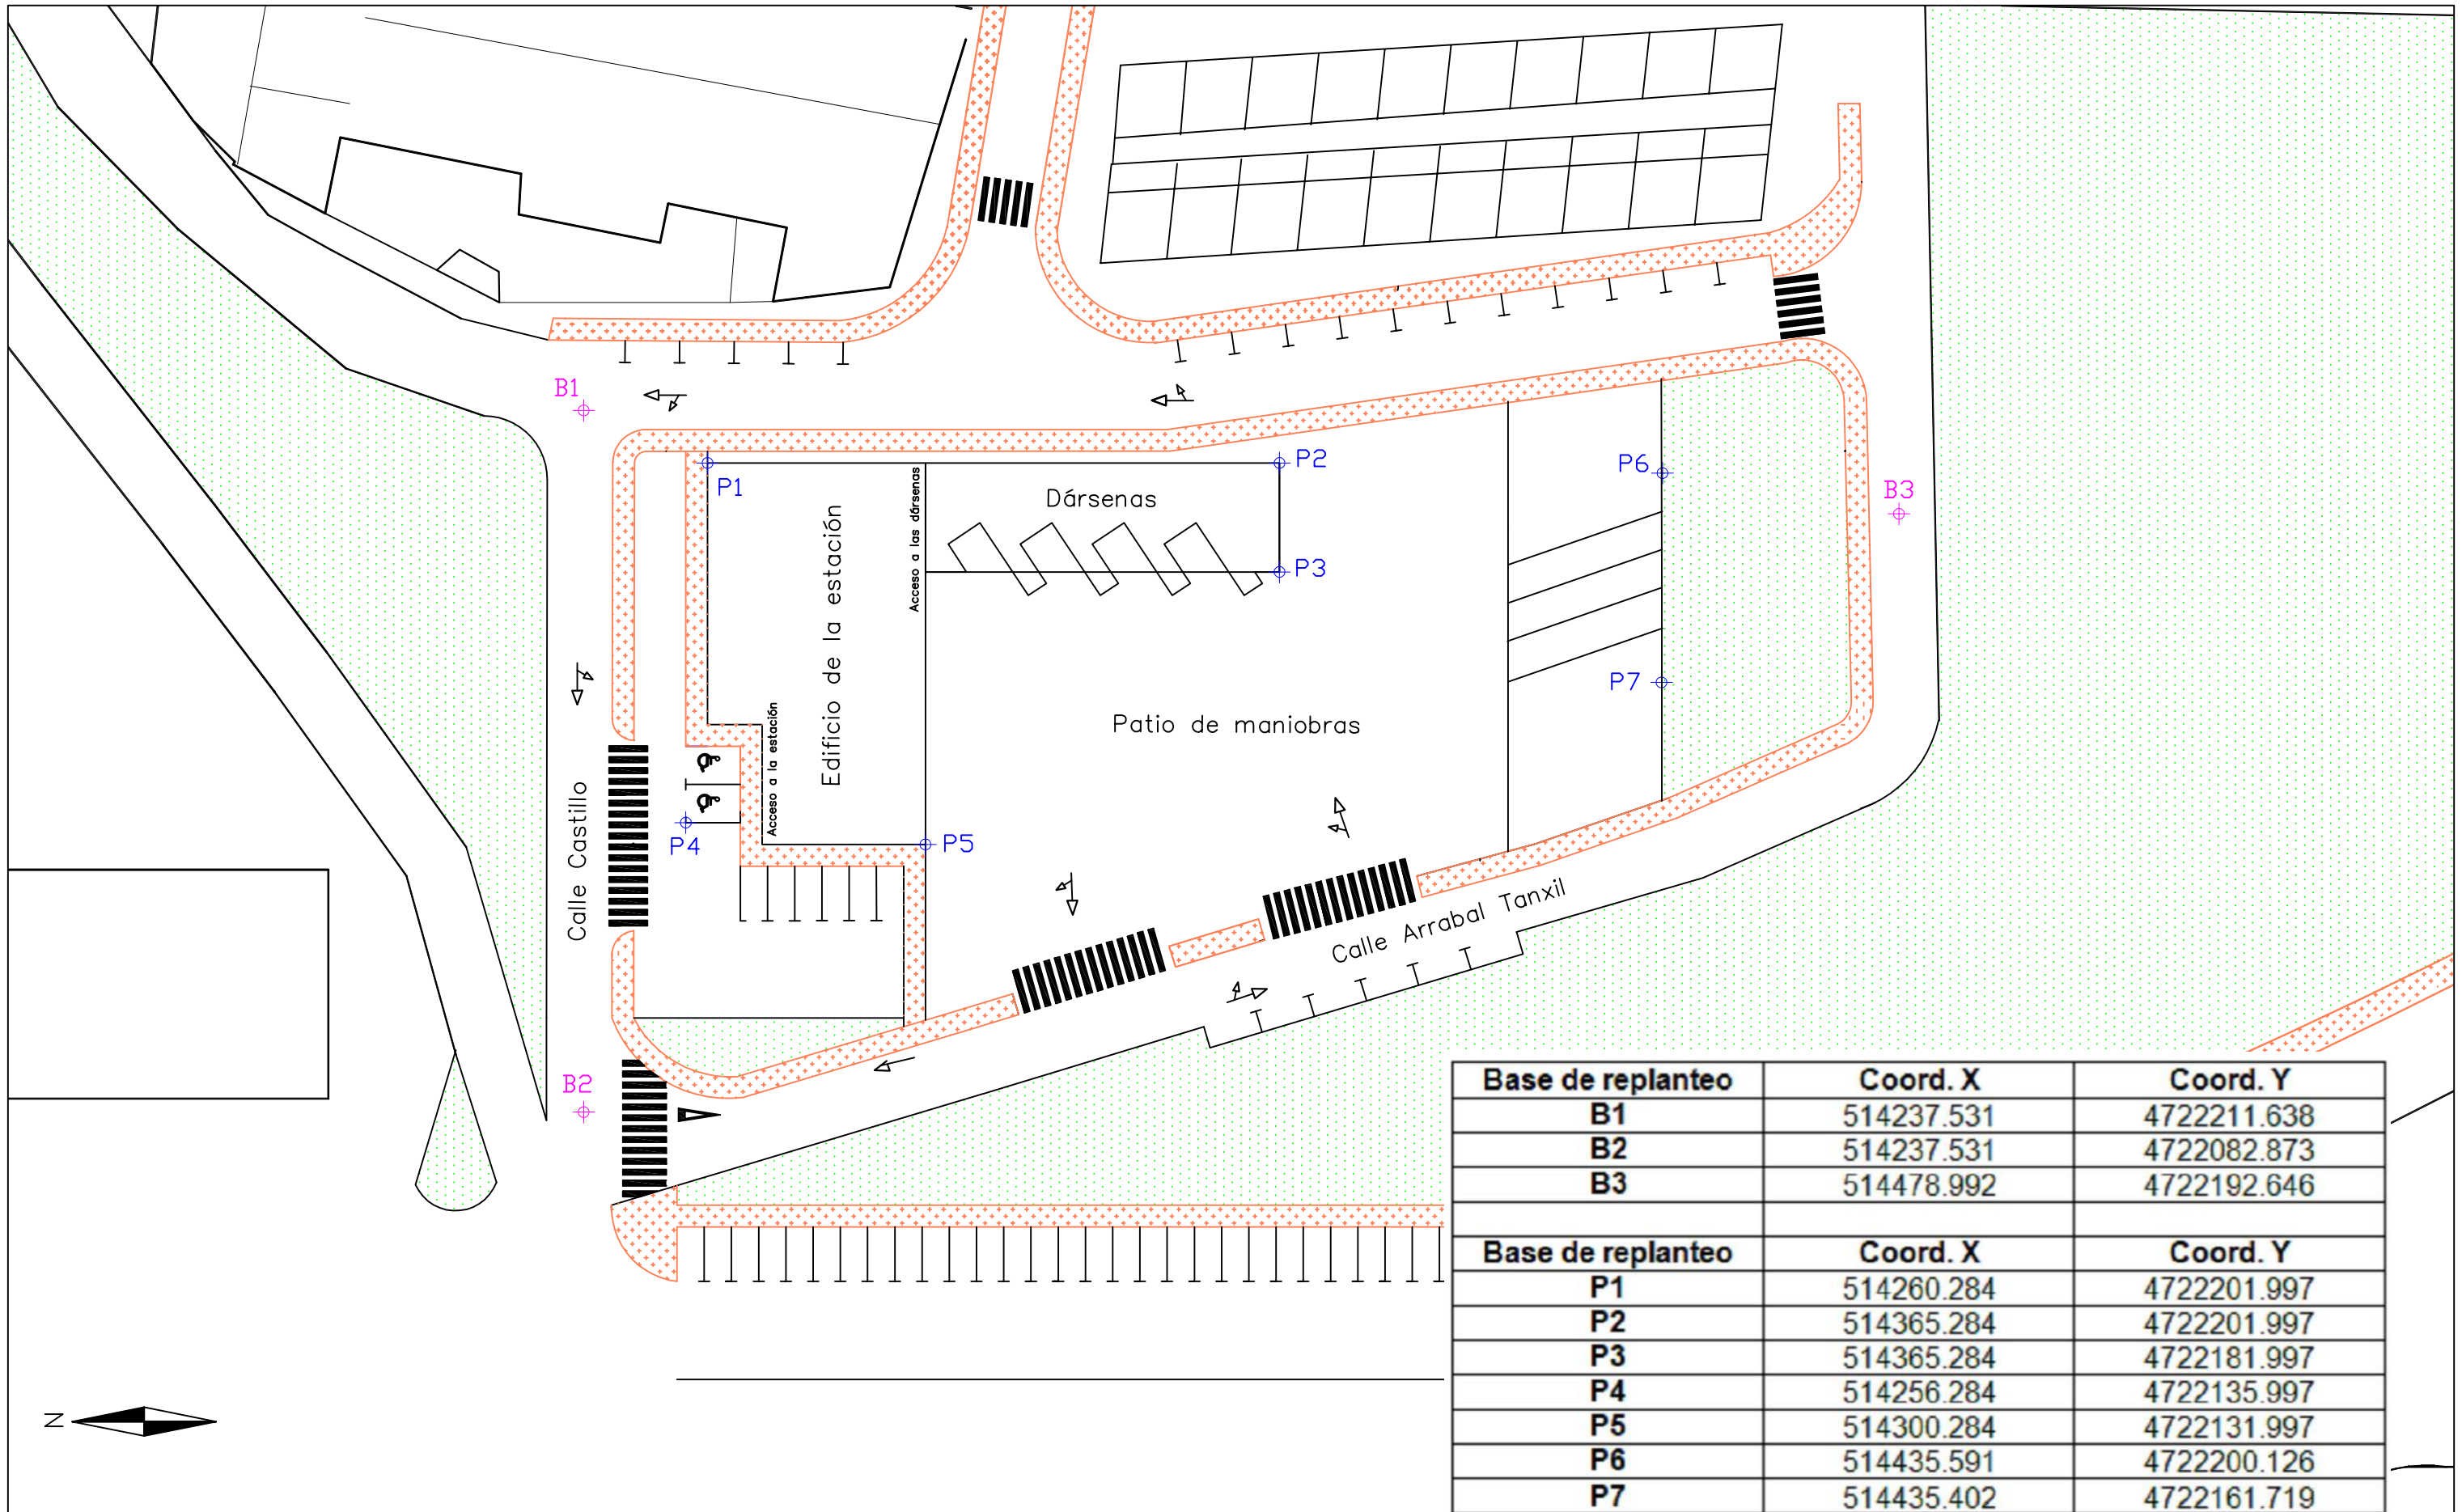 B1
P1
P2
P6
B3
Dársenas
Acceso a las dársenas
Edificio de la estación
P3
P7
Patio de maniobras
Acceso a la estación
Calle Castillo
P4
P5
Calle Arrabal Tanxil
B2
N
Base de replanteo Coord. X Coord. Y
B1 514237.531 4722211.638
B2 514237.531 4722082.873
B3 514478.992 4722192.646
Base de replanteo Coord. X Coord. Y
P1 514260.284 4722201.997
P2 514365.284 4722201.997
P3 514365.284 4722181.997
P4 514256.284 4722135.997
P5 514300.284 4722131.997
P6 514435.591 4722200.126
P7 514435.402 4722161.719